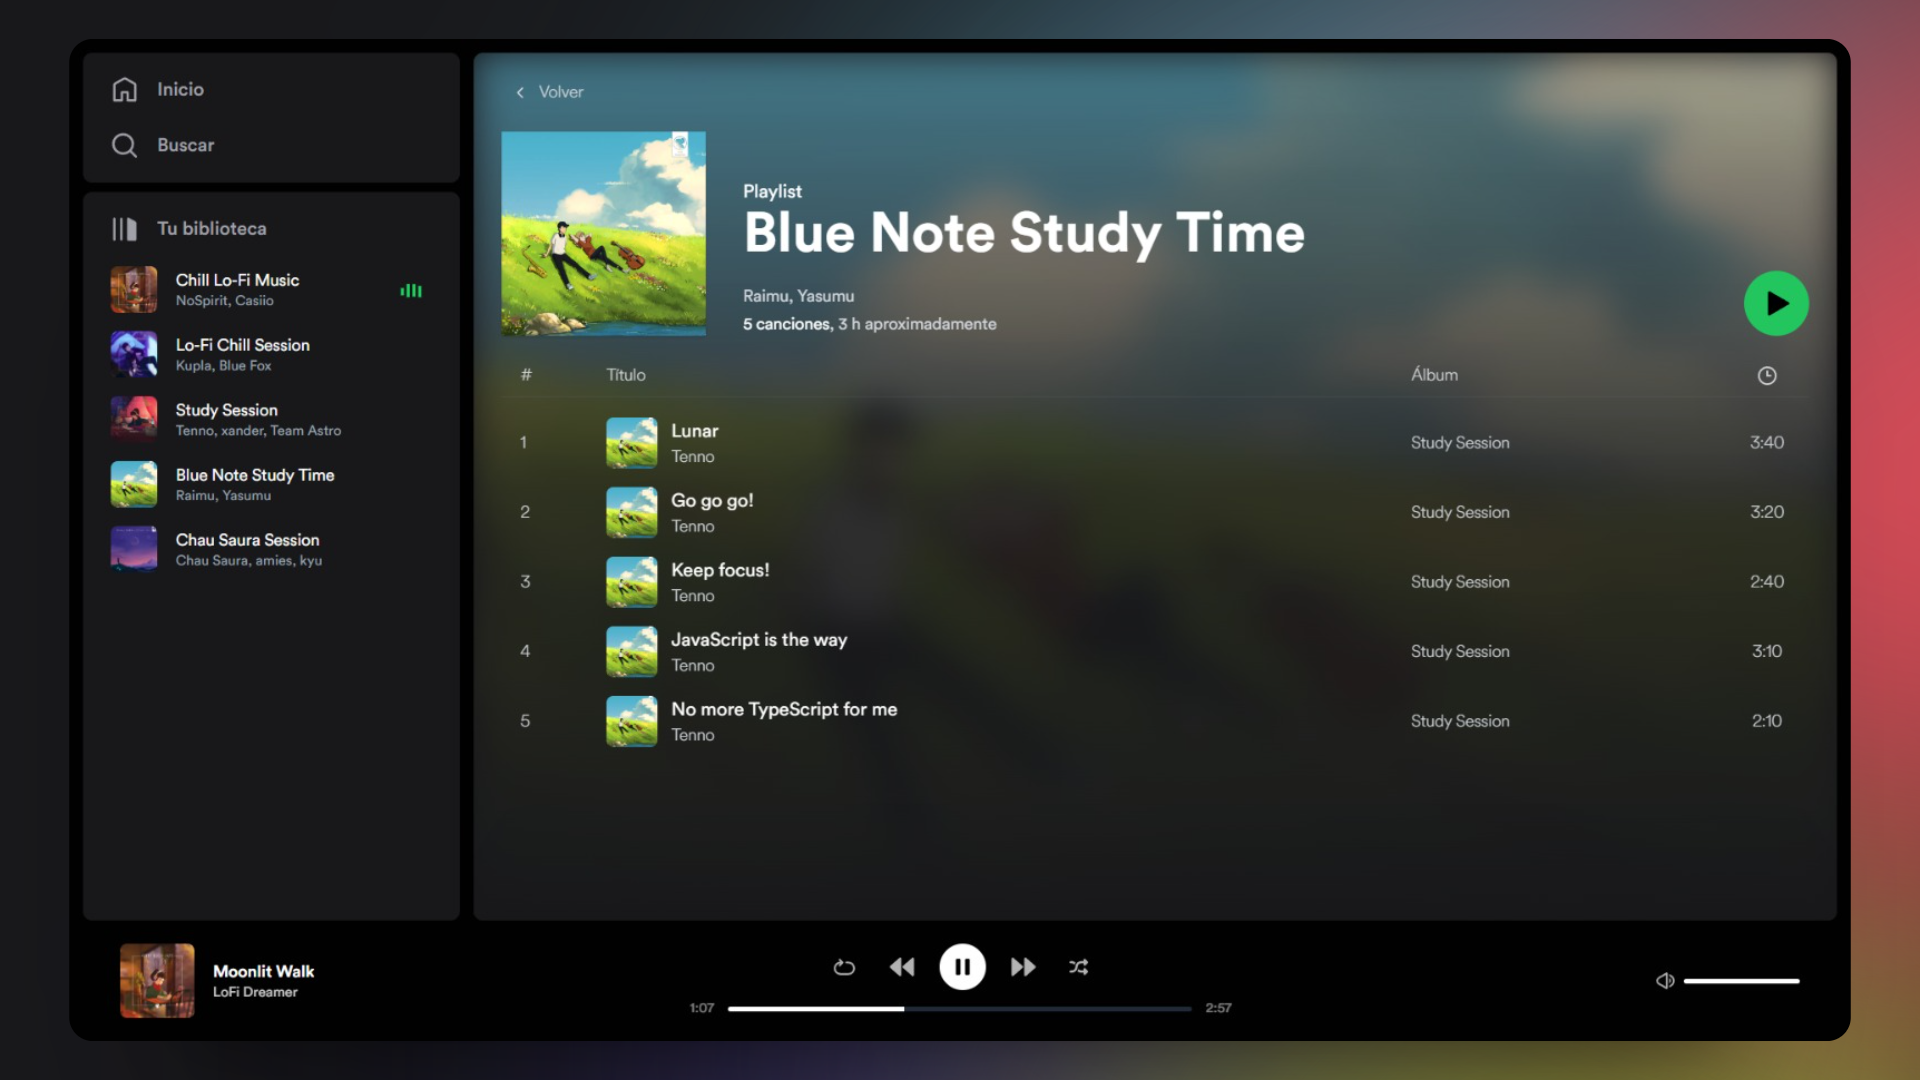 Inicio
Buscar
Tu biblioteca
Chill Lo-Fi Music
NoSpirit, Casiio
Lo-Fi Chill Session
Kupla, Blue Fox
Study Session
Tenno, xander, Team Astro
Blue Note Study Time
Raimu, Yasumu
Chau Saura Session
Chau Saura, amies, kyu
Volver
Playlist
Blue Note Study Time
Raimu, Yasumu
5 canciones, 3 h aproximadamente
# Título Álbum
1 Lunar Study Session 3:40
Tenno
2 Go go go! Study Session 3:20
Tenno
3 Keep focus! Study Session 2:40
Tenno
4 JavaScript is the way Study Session 3:10
Tenno
5 No more TypeScript for me Study Session 2:10
Tenno
Moonlit Walk
LoFi Dreamer
1:07 2:57